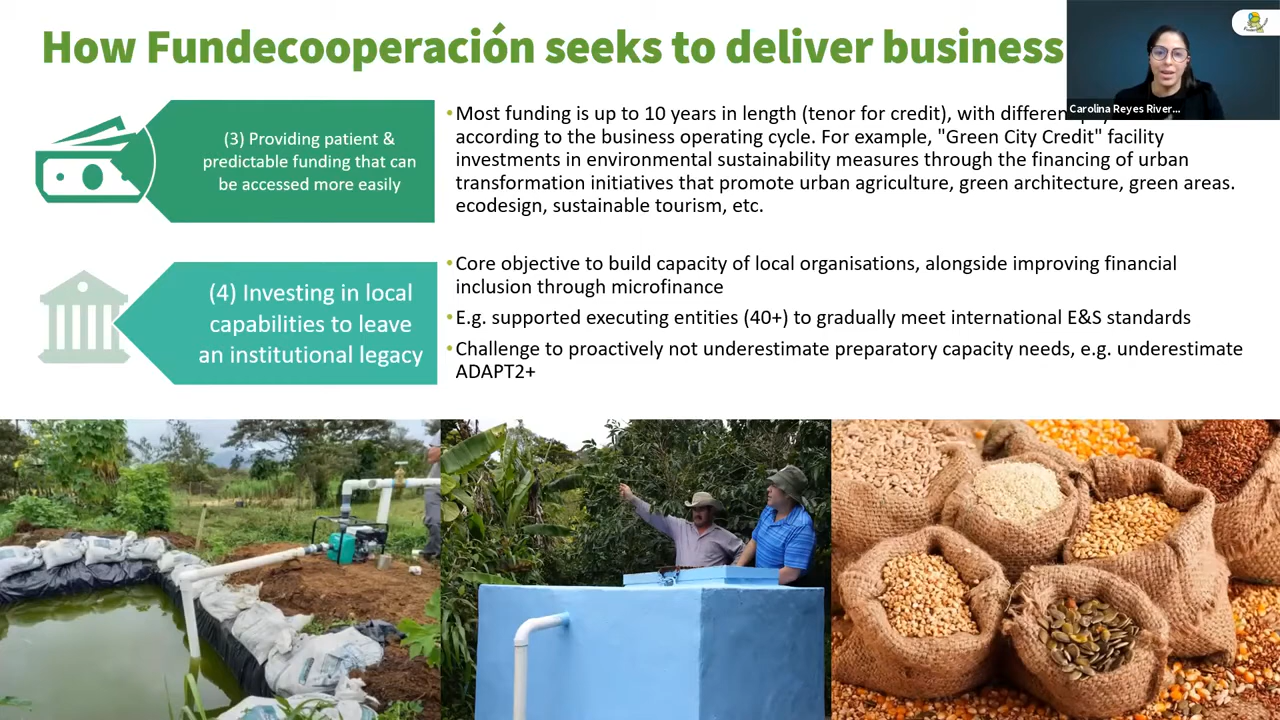 How Fundecooperación seeks to deliver business
Carolina Reyes River...
(3) Providing patient &
predictable funding that can
be accessed more easily
•Most funding is up to 10 years in length (tenor for credit), with
according to the business operating cycle. For example, "Green City Credit" facility
investments in environmental sustainability measures through the financing of urban
transformation initiatives that promote urban agriculture, green architecture, green areas.
ecodesign, sustainable tourism, etc.
(4) Investing in local
capabilities to leave
an institutional legacy
•Core objective to build capacity of local organisations, alongside improving financial
inclusion through microfinance
•E.g. supported executing entities (40+) to gradually meet international E&S standards
•Challenge to proactively not underestimate preparatory capacity needs, e.g. underestimate
ADAPT2+